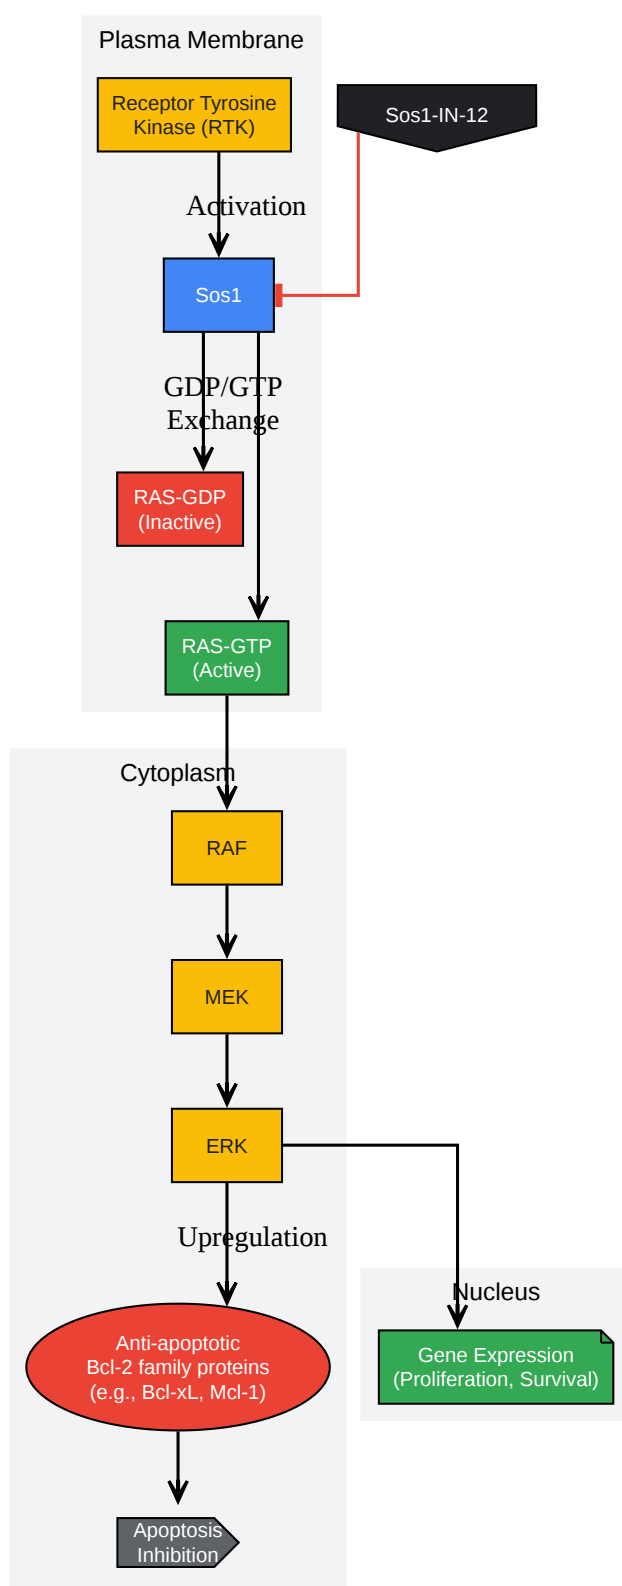 Plasma Membrane
Receptor Tyrosine
Kinase (RTK)
Sos1-IN-12
Activation
Sos1
GDP/GTP
Exchange
RAS-GDP
(Inactive)
RAS-GTP
(Active)
Cytoplasm
RAF
MEK
ERK
Upregulation
Nucleus
Anti-apoptotic
Bcl-2 family proteins
(e.g., Bcl-xL, Mcl-1)
Gene Expression
(Proliferation, Survival)
Apoptosis
Inhibition